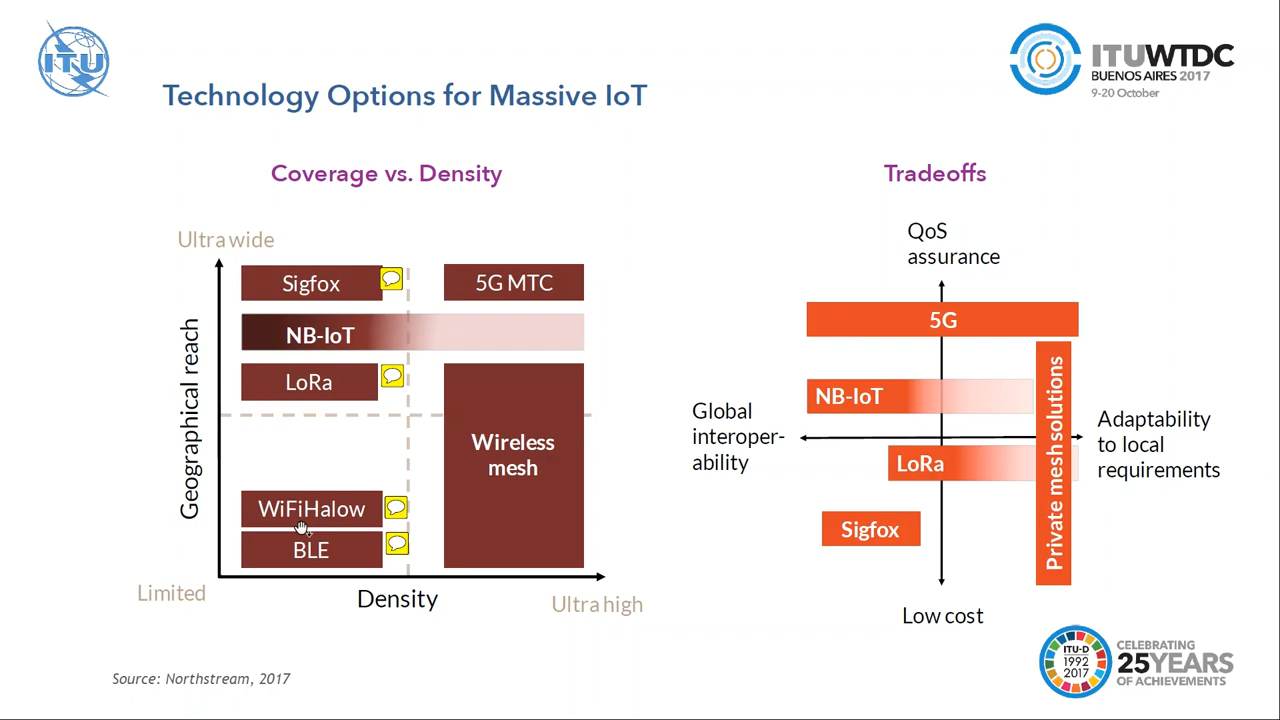 ITU
ITUWTDC
BUENOS AIRES 2017
9-20 October
Technology Options for Massive IoT
Coverage vs. Density
Ultra wide
Geographical reach
Sigfox
5G MTC
NB-IoT
LoRa
Wireless
mesh
WiFiHalow
BLE
Limited
Density
Ultra high
Tradeoffs
QoS
assurance
5G
NB-IoT
Global
interoper-
ability
LoRa
Private mesh solutions
Adaptability
to local
requirements
Sigfox
Low cost
Source: Northstream, 2017
ITU-D
1992
2017
CELEBRATING
25YEARS
OF ACHIEVEMENTS